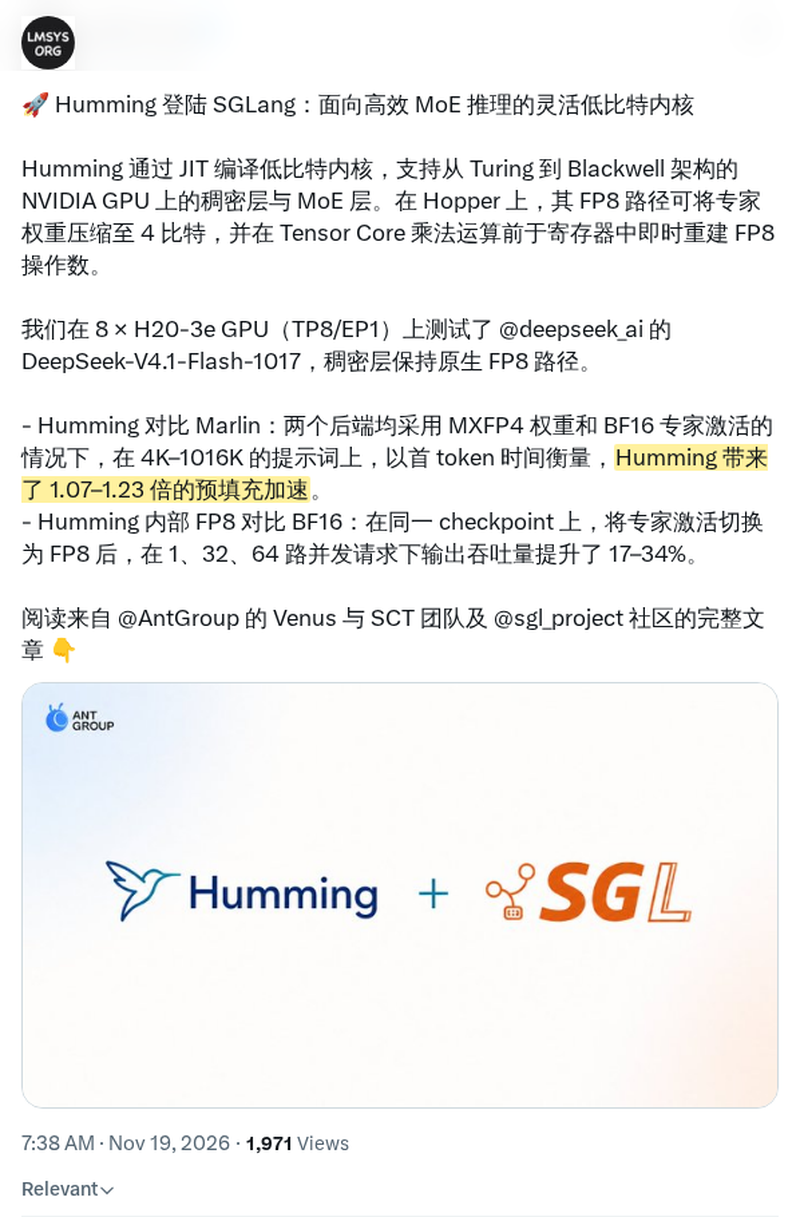 LMSYS
ORG
🚀 Humming 登陆 SGLang：面向高效 MoE 推理的灵活低比特内核
Humming 通过 JIT 编译低比特内核，支持从 Turing 到 Blackwell 架构的
NVIDIA GPU 上的稠密层与 MoE 层。在 Hopper 上，其 FP8 路径可将专家
权重压缩至 4 比特，并在 Tensor Core 乘法运算前于寄存器中即时重建 FP8
操作数。
我们在 8 × H20-3e GPU（TP8/EP1）上测试了 @deepseek_ai 的
DeepSeek-V4.1-Flash-1017，稠密层保持原生 FP8 路径。
- Humming 对比 Marlin：两个后端均采用 MXFP4 权重和 BF16 专家激活的
情况下，在 4K–1016K 的提示词上，以首 token 时间衡量，Humming 带来
了 1.07–1.23 倍的预填充加速。
- Humming 内部 FP8 对比 BF16：在同一 checkpoint 上，将专家激活切换
为 FP8 后，在 1、32、64 路并发请求下输出吞吐量提升了 17–34%。
阅读来自 @AntGroup 的 Venus 与 SCT 团队及 @sgl_project 社区的完整文
章 👇
ANT
GROUP
Humming + SGL
7:38 AM · Nov 19, 2026 · 1,971 Views
Relevant